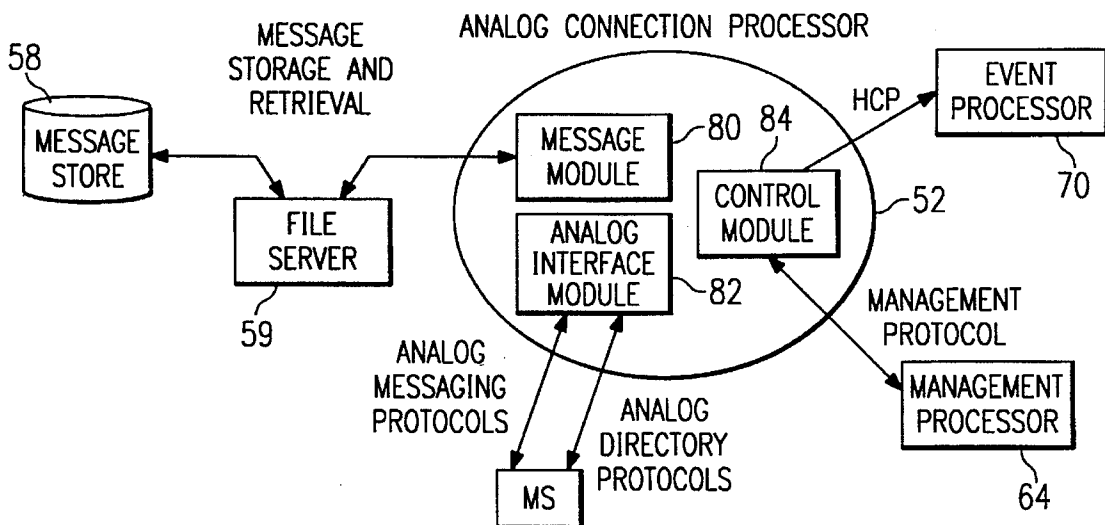 58
MESSAGE
STORE
MESSAGE
STORAGE AND
RETRIEVAL
FILE
SERVER
59
ANALOG CONNECTION PROCESSOR
MESSAGE
MODULE
80
ANALOG
INTERFACE
MODULE
82
84
CONTROL
MODULE
52
HCP
EVENT
PROCESSOR
70
MANAGEMENT
PROTOCOL
MANAGEMENT
PROCESSOR
64
ANALOG
MESSAGING
PROTOCOLS
ANALOG
DIRECTORY
PROTOCOLS
MS